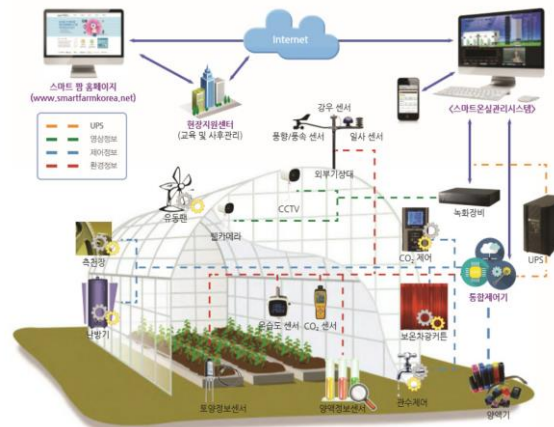 Internet
스마트 팜 홈페이지
(www.smartfarmkorea.net)
현장지원센터
(교육 및 사후관리)
<스마트온실관리시스템>
UPS
영상정보
제어정보
환경정보
강우 센서
풍향/풍속 센서
일사 센서
외부기상대
유동팬
CCTV
웹카메라
녹화장비
UPS
측천창
CO₂ 제어
통합제어기
난방기
온습도 센서
CO₂ 센서
보온차광커튼
토양정보센서
양액정보센서
관수제어
양액기